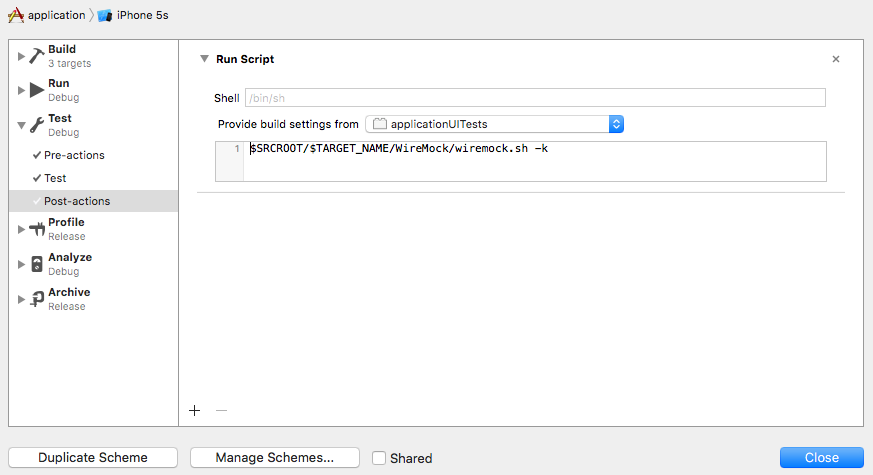 application iPhone 5s
Build
3 targets
Run
Debug
Test
Debug
Pre-actions
Test
Post-actions
Profile
Release
Analyze
Debug
Archive
Release
Run Script
Shell /bin/sh
Provide build settings from applicationUITests
1 $SRCROOT/$TARGET_NAME/WireMock/wiremock.sh -k
Duplicate Scheme Manage Schemes... Shared Close